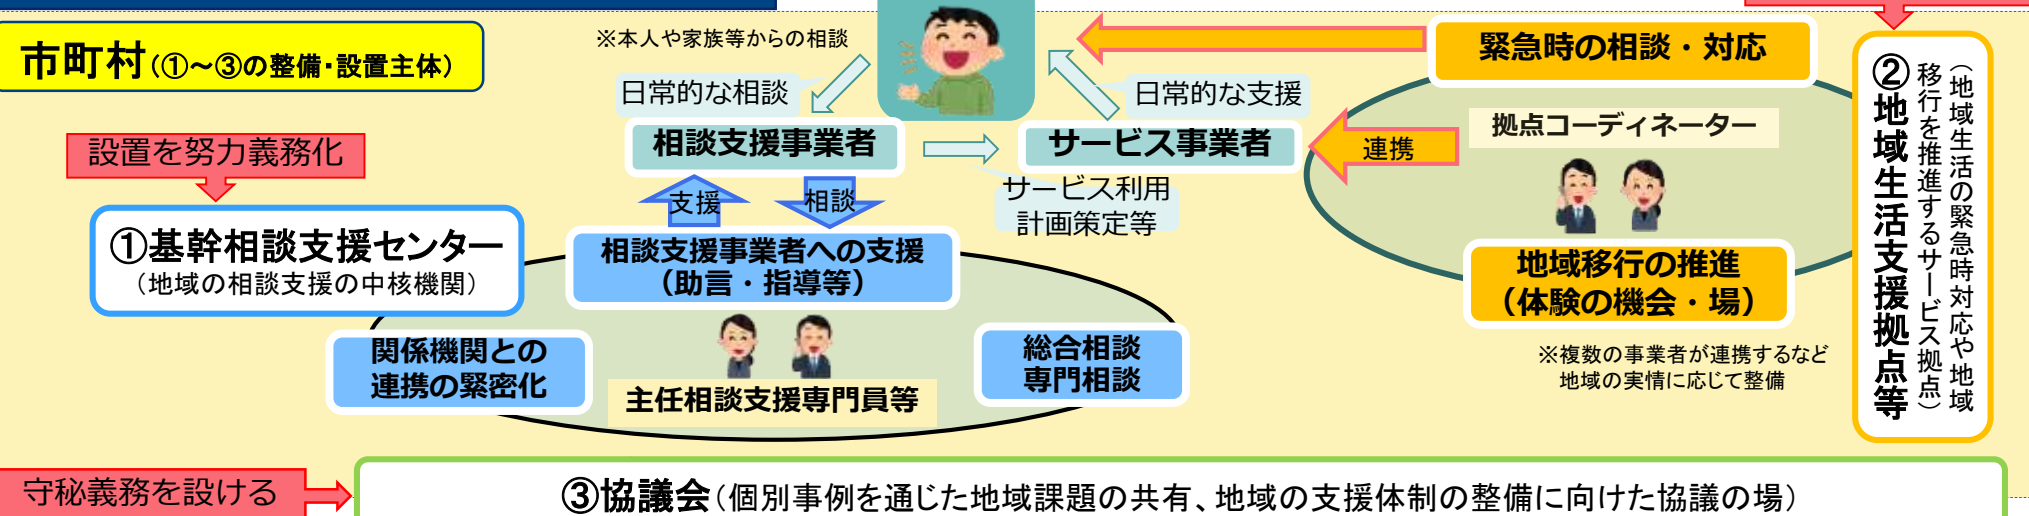 市町村（①～③の整備・設置主体）
※本人や家族等からの相談
緊急時の相談・対応
日常的な相談
日常的な支援
相談支援事業者
サービス事業者
連携
拠点コーディネーター
設置を努力義務化
支援
相談
サービス利用
計画策定等
①基幹相談支援センター
（地域の相談支援の中核機関）
相談支援事業者への支援
（助言・指導等）
地域移行の推進
（体験の機会・場）
関係機関との
連携の緊密化
総合相談
専門相談
主任相談支援専門員等
※複数の事業者が連携するなど
地域の実情に応じて整備
②地域生活支援拠点等
（地域生活の緊急時対応や地域
移行を推進するサービス拠点）
守秘義務を設ける
③協議会（個別事例を通じた地域課題の共有、地域の支援体制の整備に向けた協議の場）